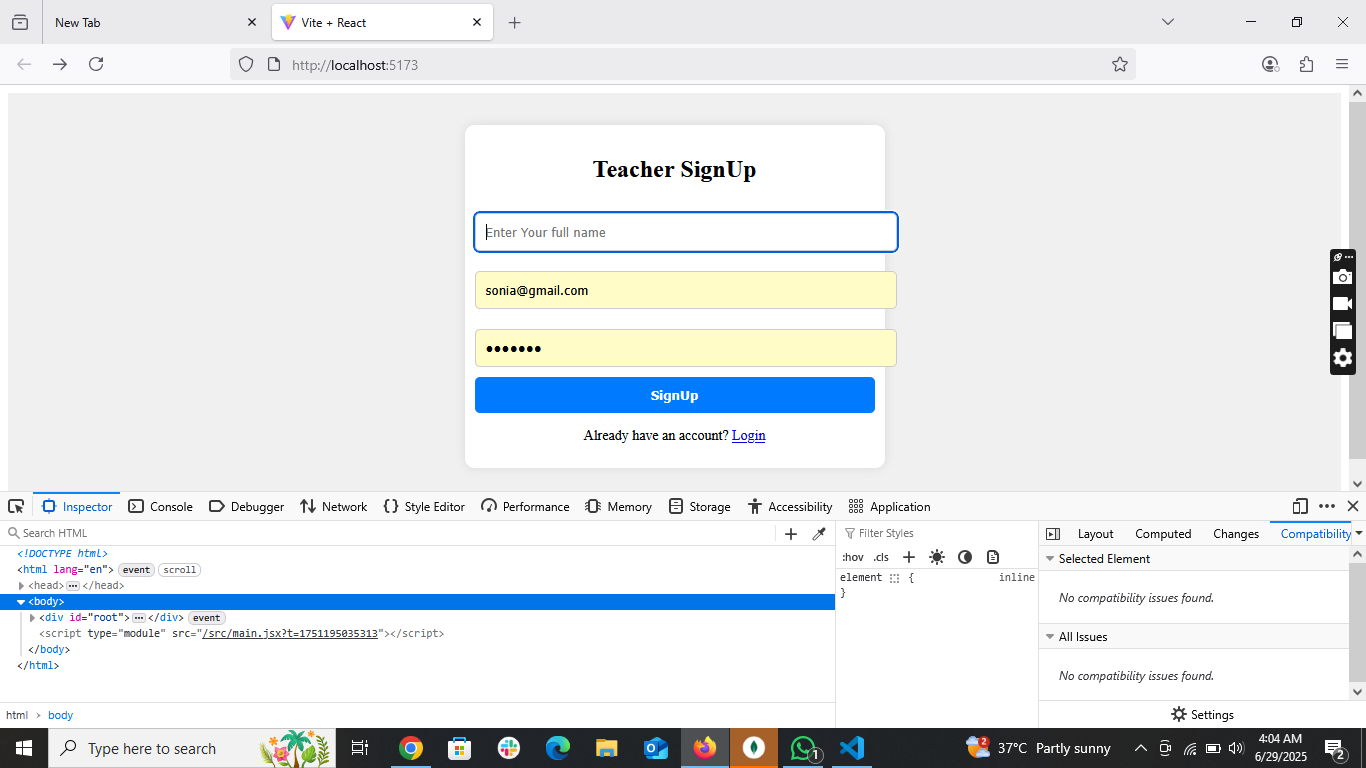 New Tab
Vite + React
http://localhost:5173
Teacher SignUp
Enter Your full name
sonia@gmail.com
•••••••
SignUp
Already have an account? Login
Inspector Console Debugger Network Style Editor Performance Memory Storage Accessibility Application
Search HTML
Filter Styles
Layout Computed Changes Compatibility
:hov .cls
<!DOCTYPE html>
<html lang="en"> event scroll
<head> ••• </head>
<body>
<div id="root"> ••• </div> event
<script type="module" src="/src/main.jsx?t=1751195035313"></script>
</body>
</html>
element { inline
}
Selected Element
No compatibility issues found.
All Issues
No compatibility issues found.
html › body
Settings
Type here to search
1
2
37°C Partly sunny
4:04 AM
6/29/2025
2